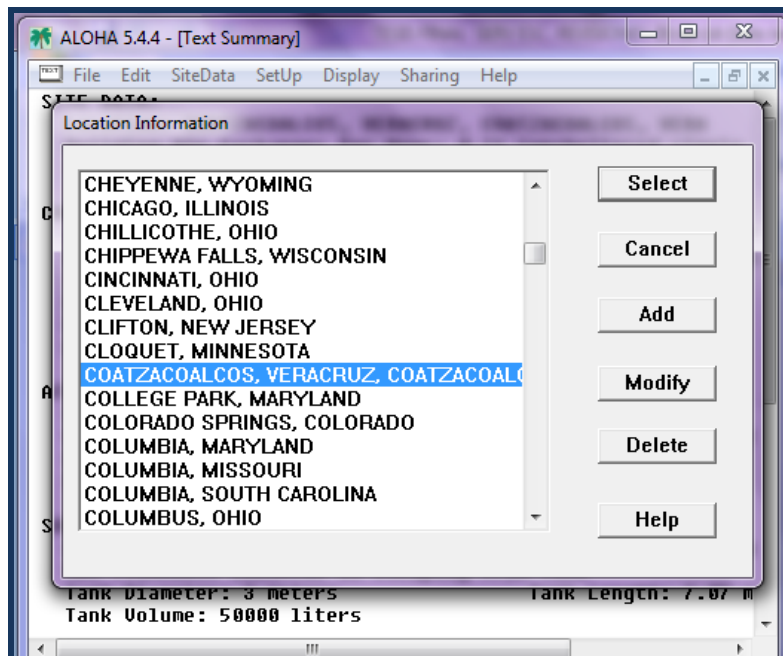 ALOHA 5.4.4 - [Text Summary]
File Edit SiteData SetUp Display Sharing Help
SITE DATA:
Location Information
CHEYENNE, WYOMING
CHICAGO, ILLINOIS
CHILLICOTHE, OHIO
CHIPPEWA FALLS, WISCONSIN
CINCINNATI, OHIO
CLEVELAND, OHIO
CLIFTON, NEW JERSEY
CLOQUET, MINNESOTA
COATZACOALCOS, VERACRUZ, COATZACOALC
COLLEGE PARK, MARYLAND
COLORADO SPRINGS, COLORADO
COLUMBIA, MARYLAND
COLUMBIA, MISSOURI
COLUMBIA, SOUTH CAROLINA
COLUMBUS, OHIO
Select
Cancel
Add
Modify
Delete
Help
Tank Diameter: 3 meters Tank Length: 7.07 m
Tank Volume: 50000 liters